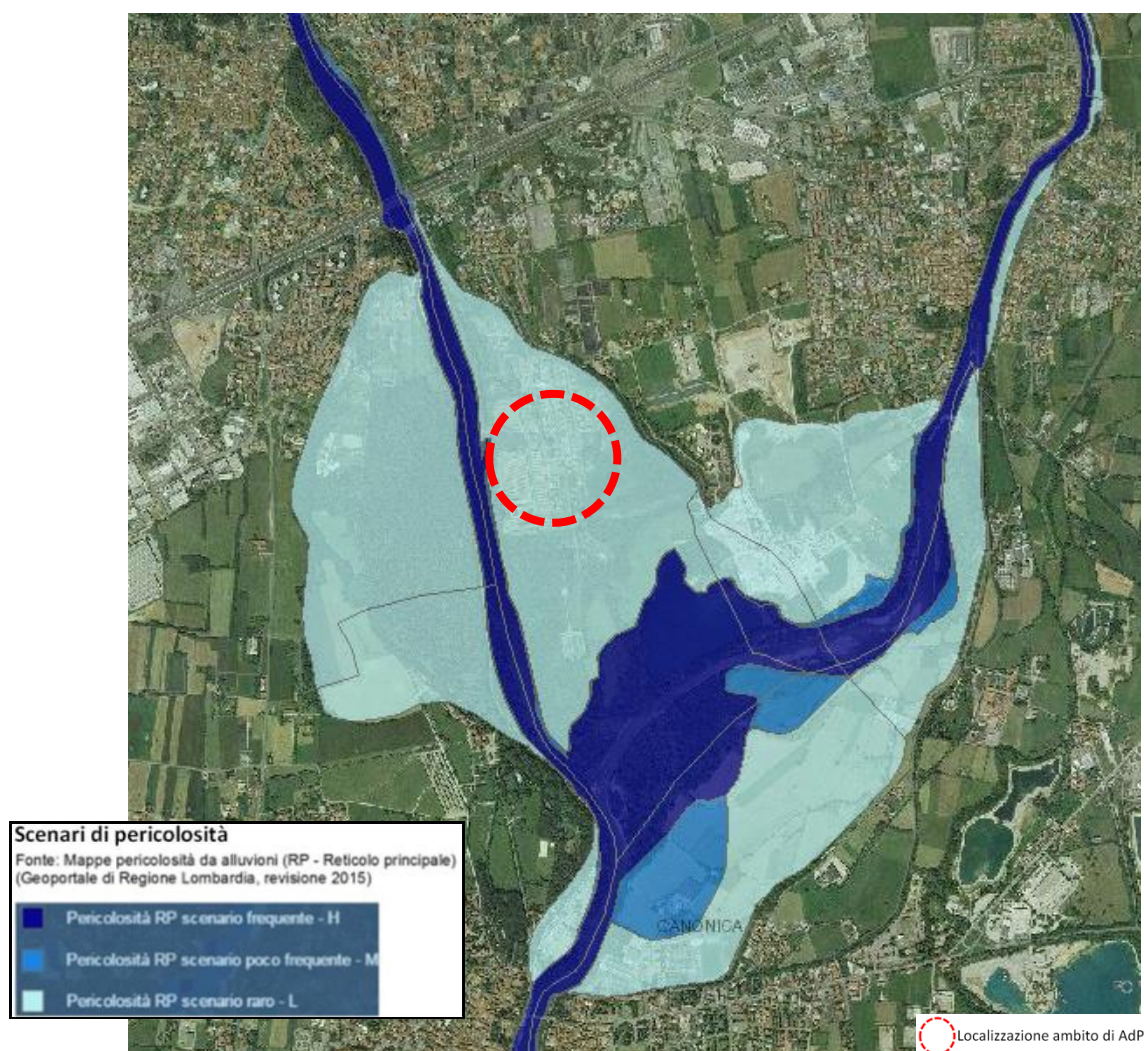 CANONICA
Scenari di pericolosità
Fonte: Mappe pericolosità da alluvioni (RP - Reticolo principale)
(Geoportale di Regione Lombardia, revisione 2015)
Pericolosità RP scenario frequente - H
Pericolosità RP scenario poco frequente - M
Pericolosità RP scenario raro - L
Localizzazione ambito di AdP